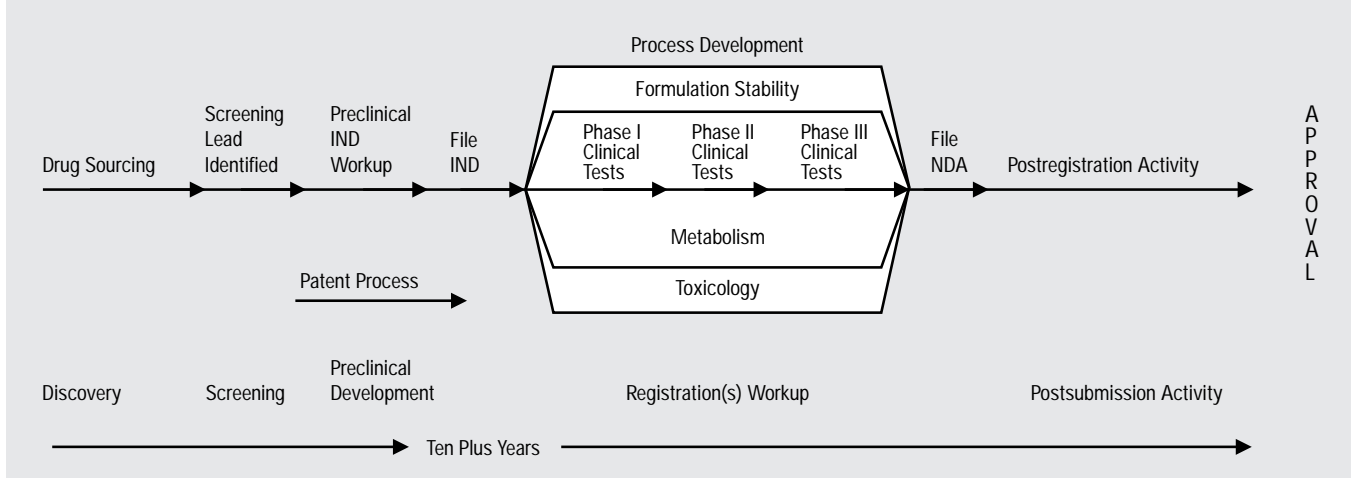 Process Development
Formulation Stability
Drug Sourcing
Screening
Lead
Identified
Preclinical
IND
Workup
File
IND
Phase I
Clinical
Tests
Phase II
Clinical
Tests
Phase III
Clinical
Tests
File
NDA
Postregistration Activity
A
P
P
R
O
V
A
L
Metabolism
Patent Process
Toxicology
Discovery
Screening
Preclinical
Development
Registration(s) Workup
Postsubmission Activity
Ten Plus Years